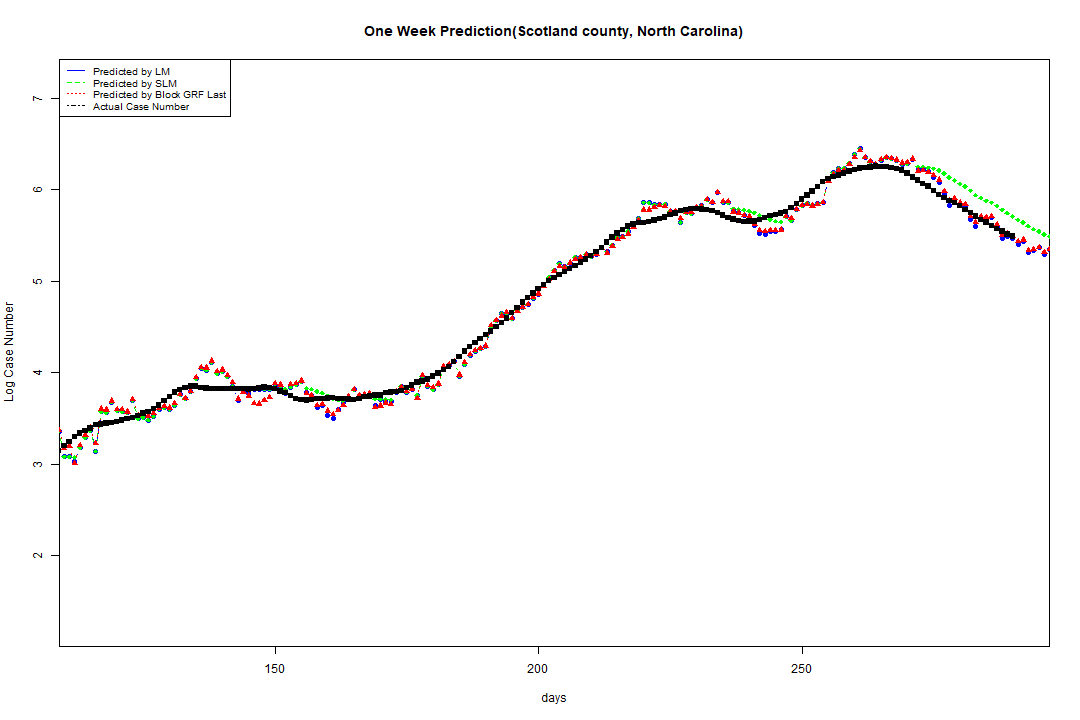 One Week Prediction(Scotland county, North Carolina)
Predicted by LM
Predicted by SLM
Predicted by Block GRF Last
Actual Case Number
7
6
5
4
3
2
Log Case Number
150
200
250
days